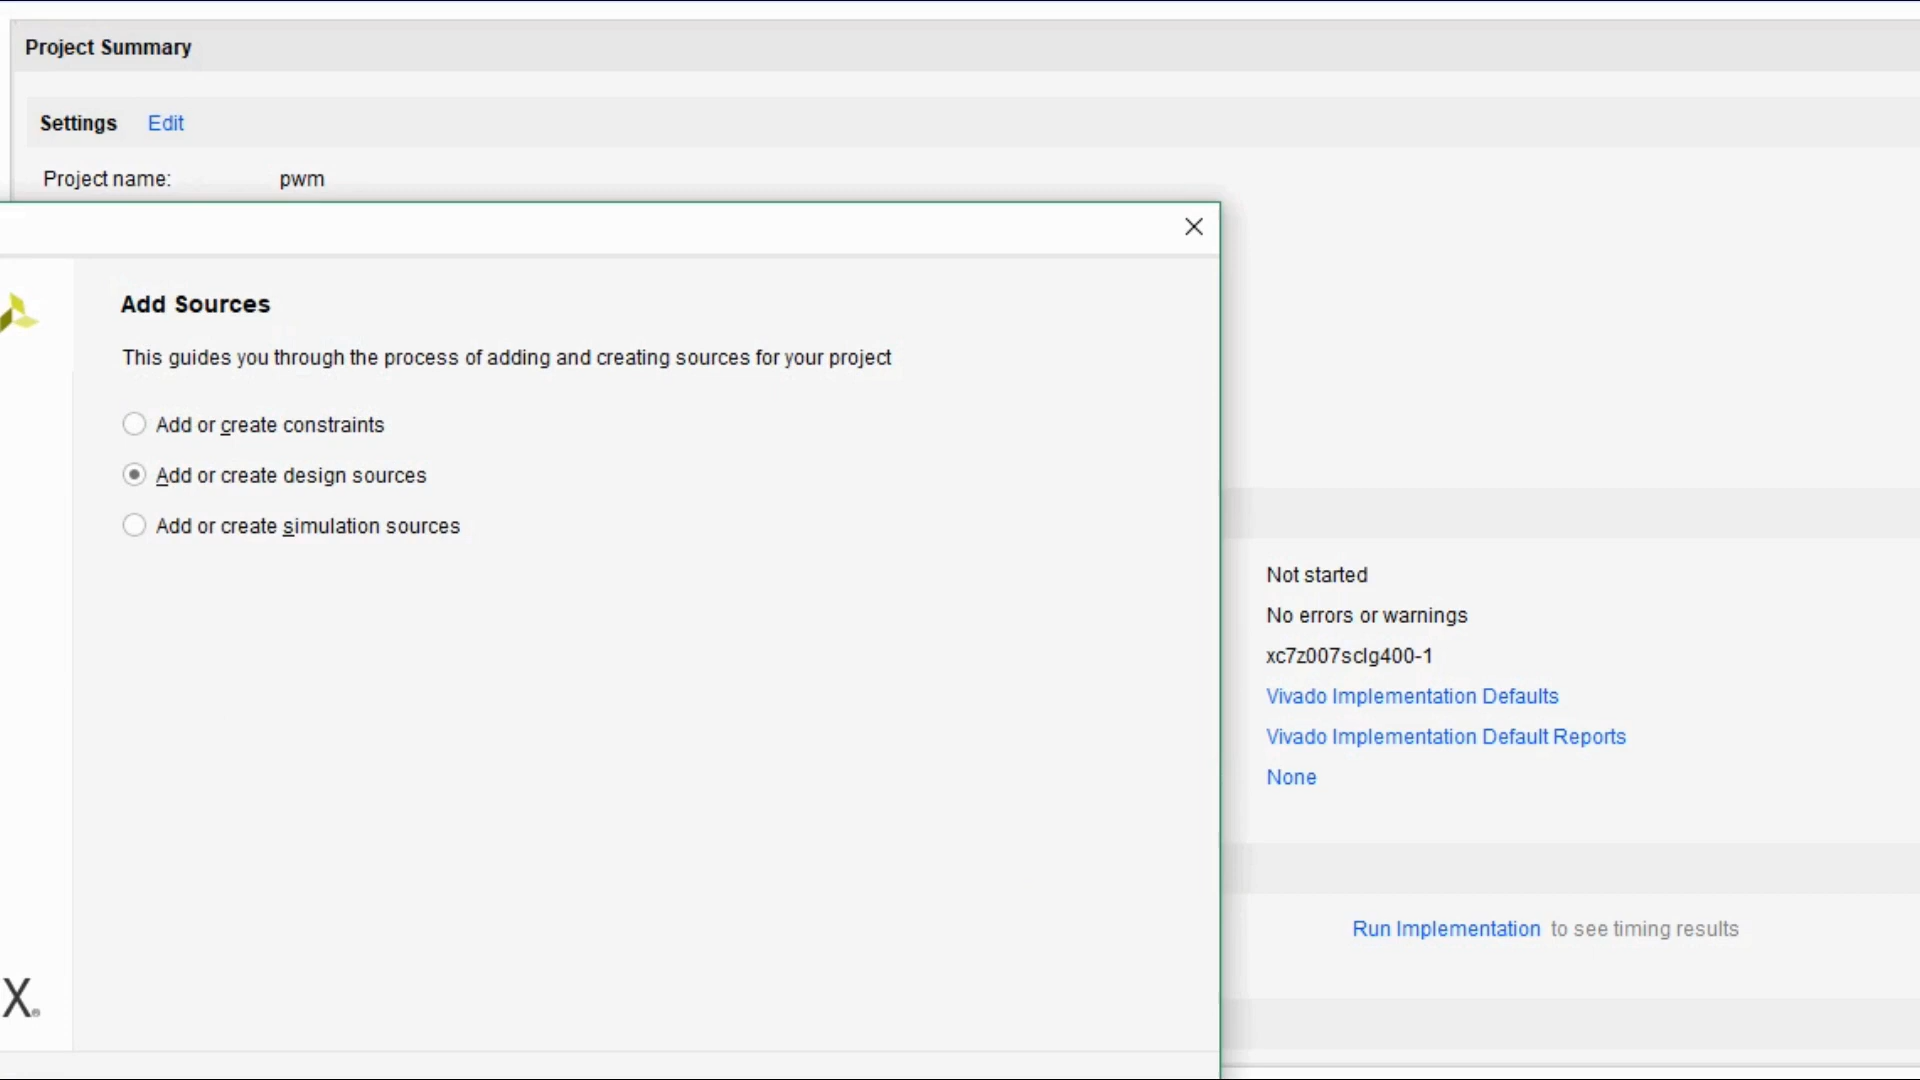 Project Summary
Settings Edit
Project name: pwm
Add Sources
This guides you through the process of adding and creating sources for your project
Add or create constraints
Add or create design sources
Add or create simulation sources
Not started
No errors or warnings
xc7z007sclg400-1
Vivado Implementation Defaults
Vivado Implementation Default Reports
None
Run Implementation to see timing results
X®